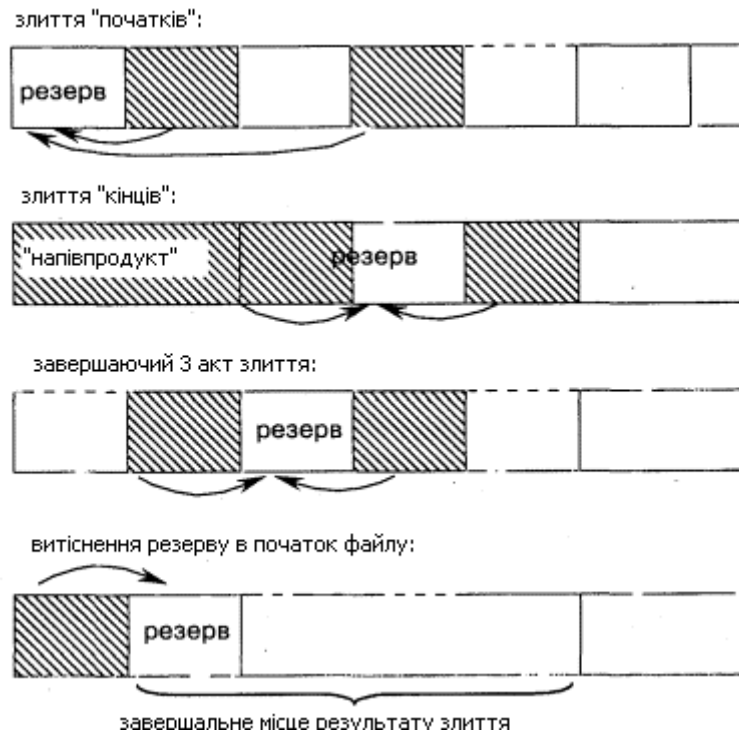 злиття "початків":
резерв
злиття "кінців":
"напівпродукт"
резерв
завершаючий 3 акт злиття:
резерв
витіснення резерву в початок файлу:
резерв
завершальне місце результату злиття